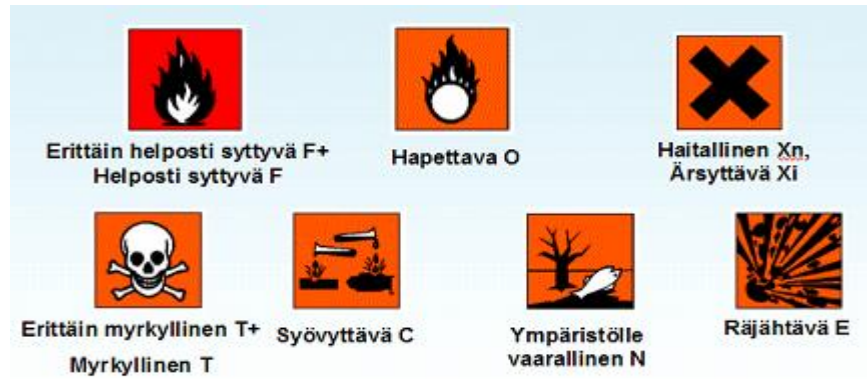 Erittäin helposti syttyvä F+
Helposti syttyvä F
Hapettava O
Haitallinen Xn,
Ärsyttävä Xi
Erittäin myrkyllinen T+
Myrkyllinen T
Syövyttävä C
Ympäristölle
vaarallinen N
Räjähtävä E